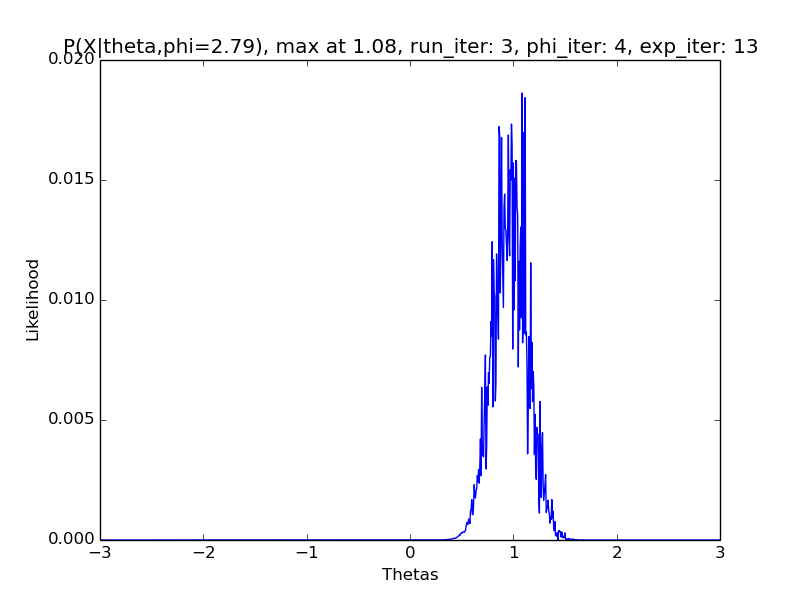 P(X|theta,phi=2.79), max at 1.08, run_iter: 3, phi_iter: 4, exp_iter: 13
0.020
0.015
0.010
0.005
0.000
Likelihood
−3 −2 −1 0 1 2 3
Thetas